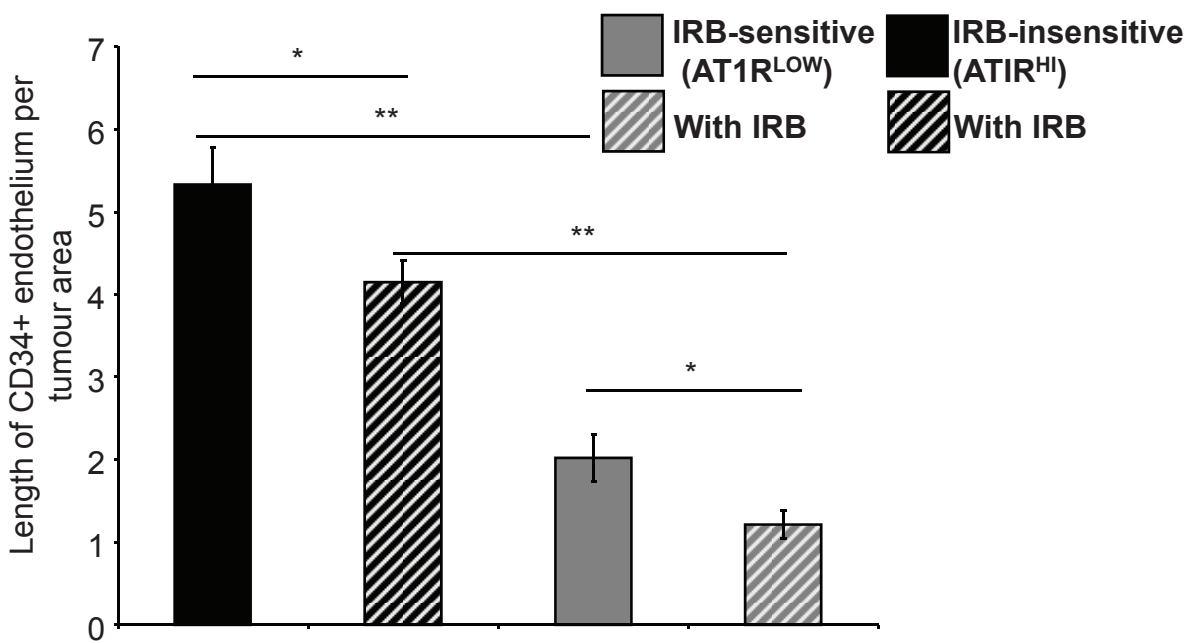 IRB-sensitive
(AT1R^LOW)
With IRB
IRB-insensitive
(ATIR^HI)
With IRB
Length of CD34+ endothelium per
tumour area
7
6
5
4
3
2
1
0
*
**
**
*